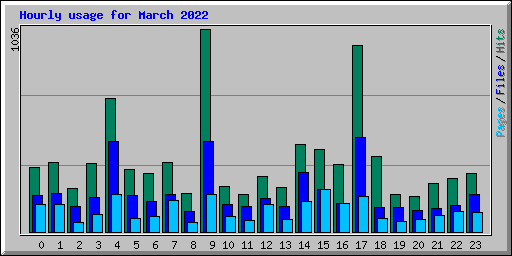 Hourly usage for March 2022
1036
Pages/Files/Hits
0 1 2 3 4 5 6 7 8 9 10 11 12 13 14 15 16 17 18 19 20 21 22 23